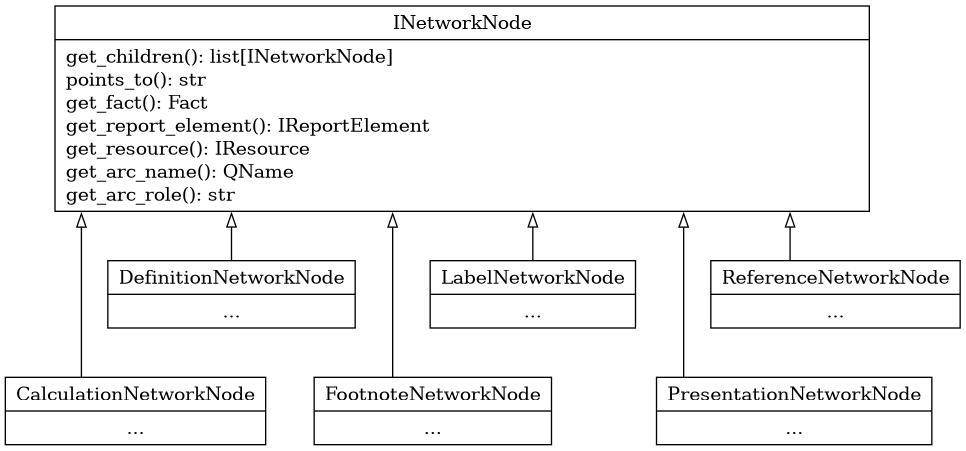 INetworkNode
get_children(): list[INetworkNode]
points_to(): str
get_fact(): Fact
get_report_element(): IReportElement
get_resource(): IResource
get_arc_name(): QName
get_arc_role(): str
DefinitionNetworkNode
...
LabelNetworkNode
...
ReferenceNetworkNode
...
CalculationNetworkNode
...
FootnoteNetworkNode
...
PresentationNetworkNode
...